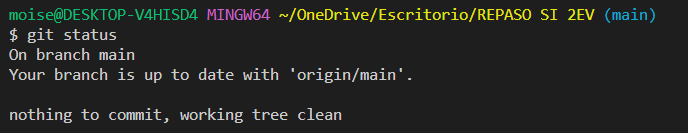 moise@DESKTOP-V4HISD4 MINGW64 ~/OneDrive/Escritorio/REPASO SI 2EV (main)
$ git status
On branch main
Your branch is up to date with 'origin/main'.

nothing to commit, working tree clean